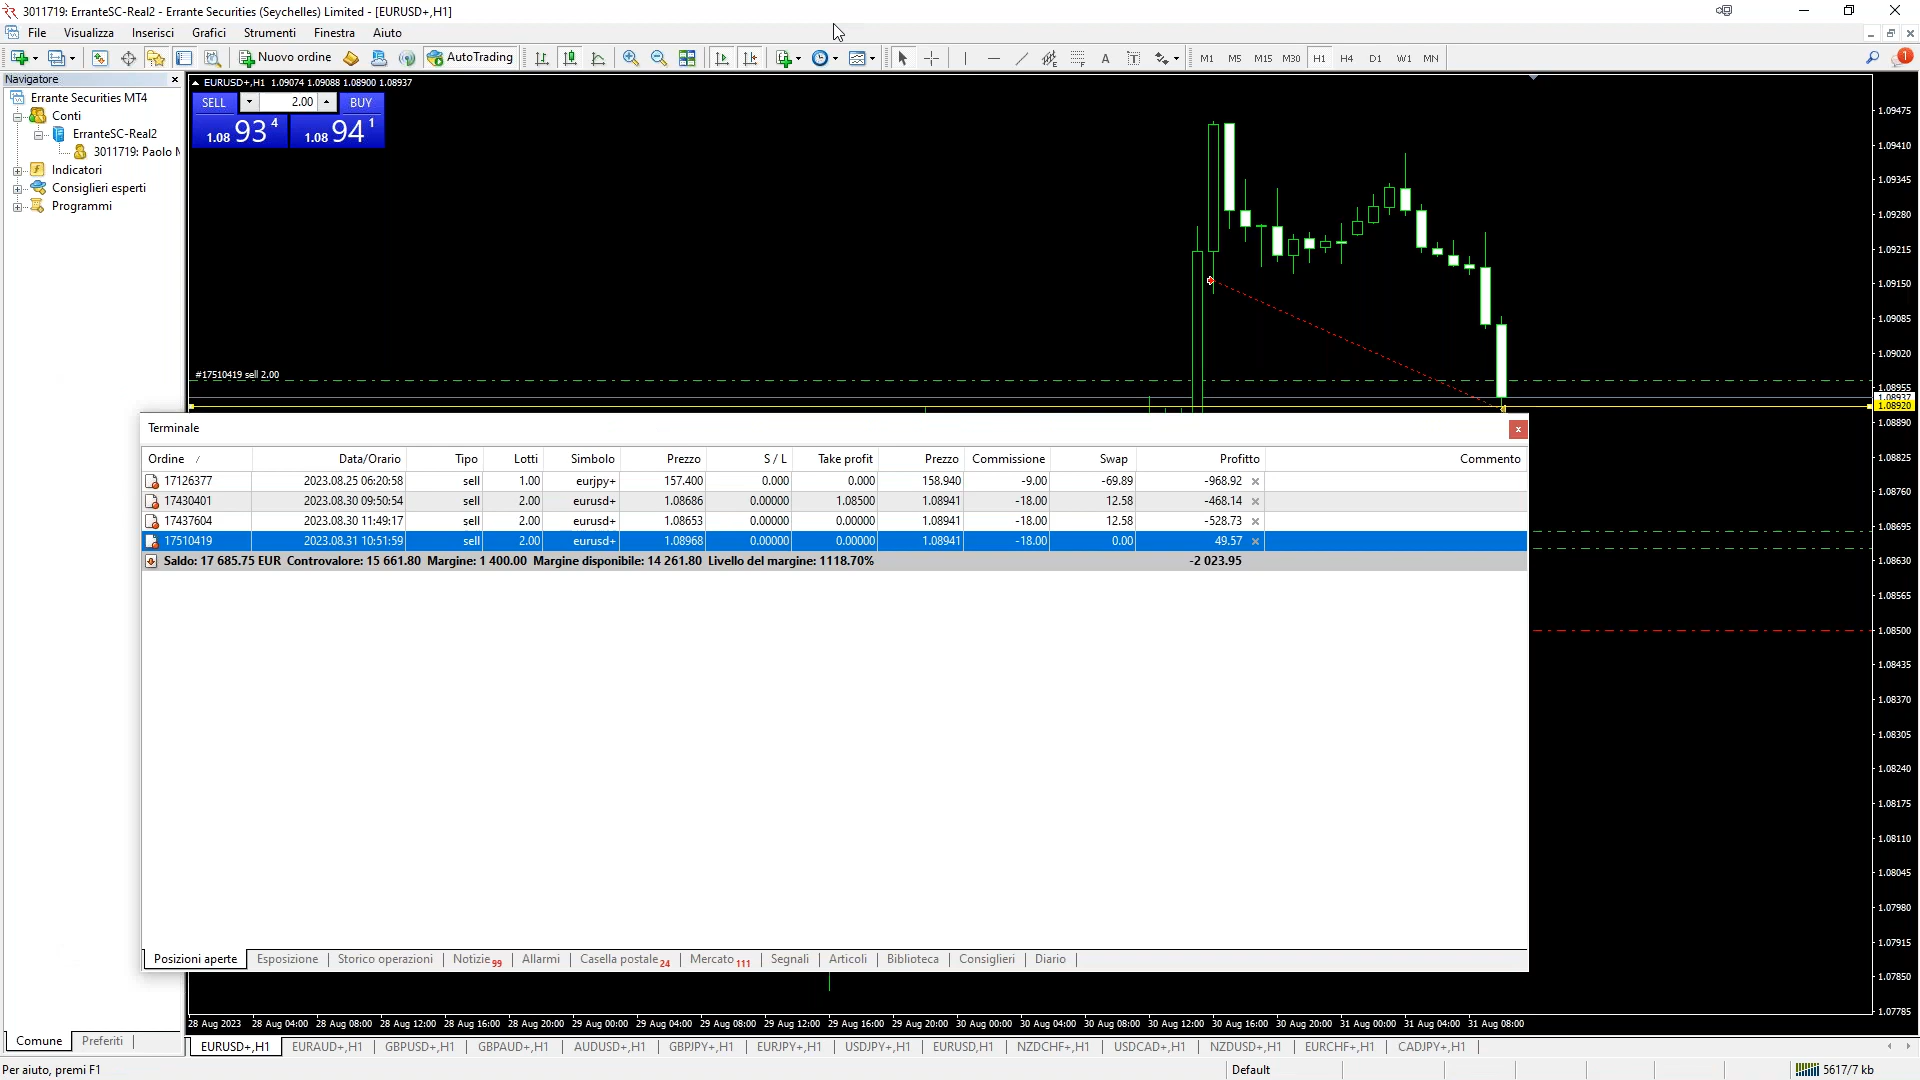 3011719: ErranteSC-Real2 - Errante Securities (Seychelles) Limited - [EURUSD+,H1]
File Visualizza Inserisci Grafici Strumenti Finestra Aiuto
Nuovo ordine AutoTrading A T M1 M5 M15 M30 H1 H4 D1 W1 MN 1
Navigatore
Errante Securities MT4
Conti
ErranteSC-Real2
3011719: Paolo M
Indicatori
Consiglieri esperti
Programmi
Comune Preferiti
EURUSD+,H1 1.09074 1.09088 1.08900 1.08937
SELL 2.00 BUY
1.08 93 4 1.08 94 1
#17510419 sell 2.00
1.09475
1.09410
1.09345
1.09280
1.09215
1.09150
1.09085
1.09020
1.08955
1.08937
1.08920
1.08890
1.08825
1.08760
1.08695
1.08630
1.08565
1.08500
1.08435
1.08370
1.08305
1.08240
1.08175
1.08110
1.08045
1.07980
1.07915
1.07850
1.07785
Terminale
Ordine Data/Orario Tipo Lotti Simbolo Prezzo S / L Take profit Prezzo Commissione Swap Profitto Commento
17126377 2023.08.25 06:20:58 sell 1.00 eurjpy+ 157.400 0.000 0.000 158.940 -9.00 -69.89 -968.92
17430401 2023.08.30 09:50:54 sell 2.00 eurusd+ 1.08686 0.00000 1.08500 1.08941 -18.00 12.58 -468.14
17437604 2023.08.30 11:49:17 sell 2.00 eurusd+ 1.08653 0.00000 0.00000 1.08941 -18.00 12.58 -528.73
17510419 2023.08.31 10:51:59 sell 2.00 eurusd+ 1.08968 0.00000 0.00000 1.08941 -18.00 0.00 49.57
Saldo: 17 685.75 EUR Controvalore: 15 661.80 Margine: 1 400.00 Margine disponibile: 14 261.80 Livello del margine: 1118.70% -2 023.95
Posizioni aperte Esposizione Storico operazioni Notizie 99 Allarmi Casella postale 24 Mercato 111 Segnali Articoli Biblioteca Consiglieri Diario
28 Aug 2023 28 Aug 04:00 28 Aug 08:00 28 Aug 12:00 28 Aug 16:00 28 Aug 20:00 29 Aug 00:00 29 Aug 04:00 29 Aug 08:00 29 Aug 12:00 29 Aug 16:00 29 Aug 20:00 30 Aug 00:00 30 Aug 04:00 30 Aug 08:00 30 Aug 12:00 30 Aug 16:00 30 Aug 20:00 31 Aug 00:00 31 Aug 04:00 31 Aug 08:00
EURUSD+,H1 EURAUD+,H1 GBPUSD+,H1 GBPAUD+,H1 AUDUSD+,H1 GBPJPY+,H1 EURJPY+,H1 USDJPY+,H1 EURUSD,H1 NZDCHF+,H1 USDCAD+,H1 NZDUSD+,H1 EURCHF+,H1 CADJPY+,H1
Per aiuto, premi F1 Default 5617/7 kb